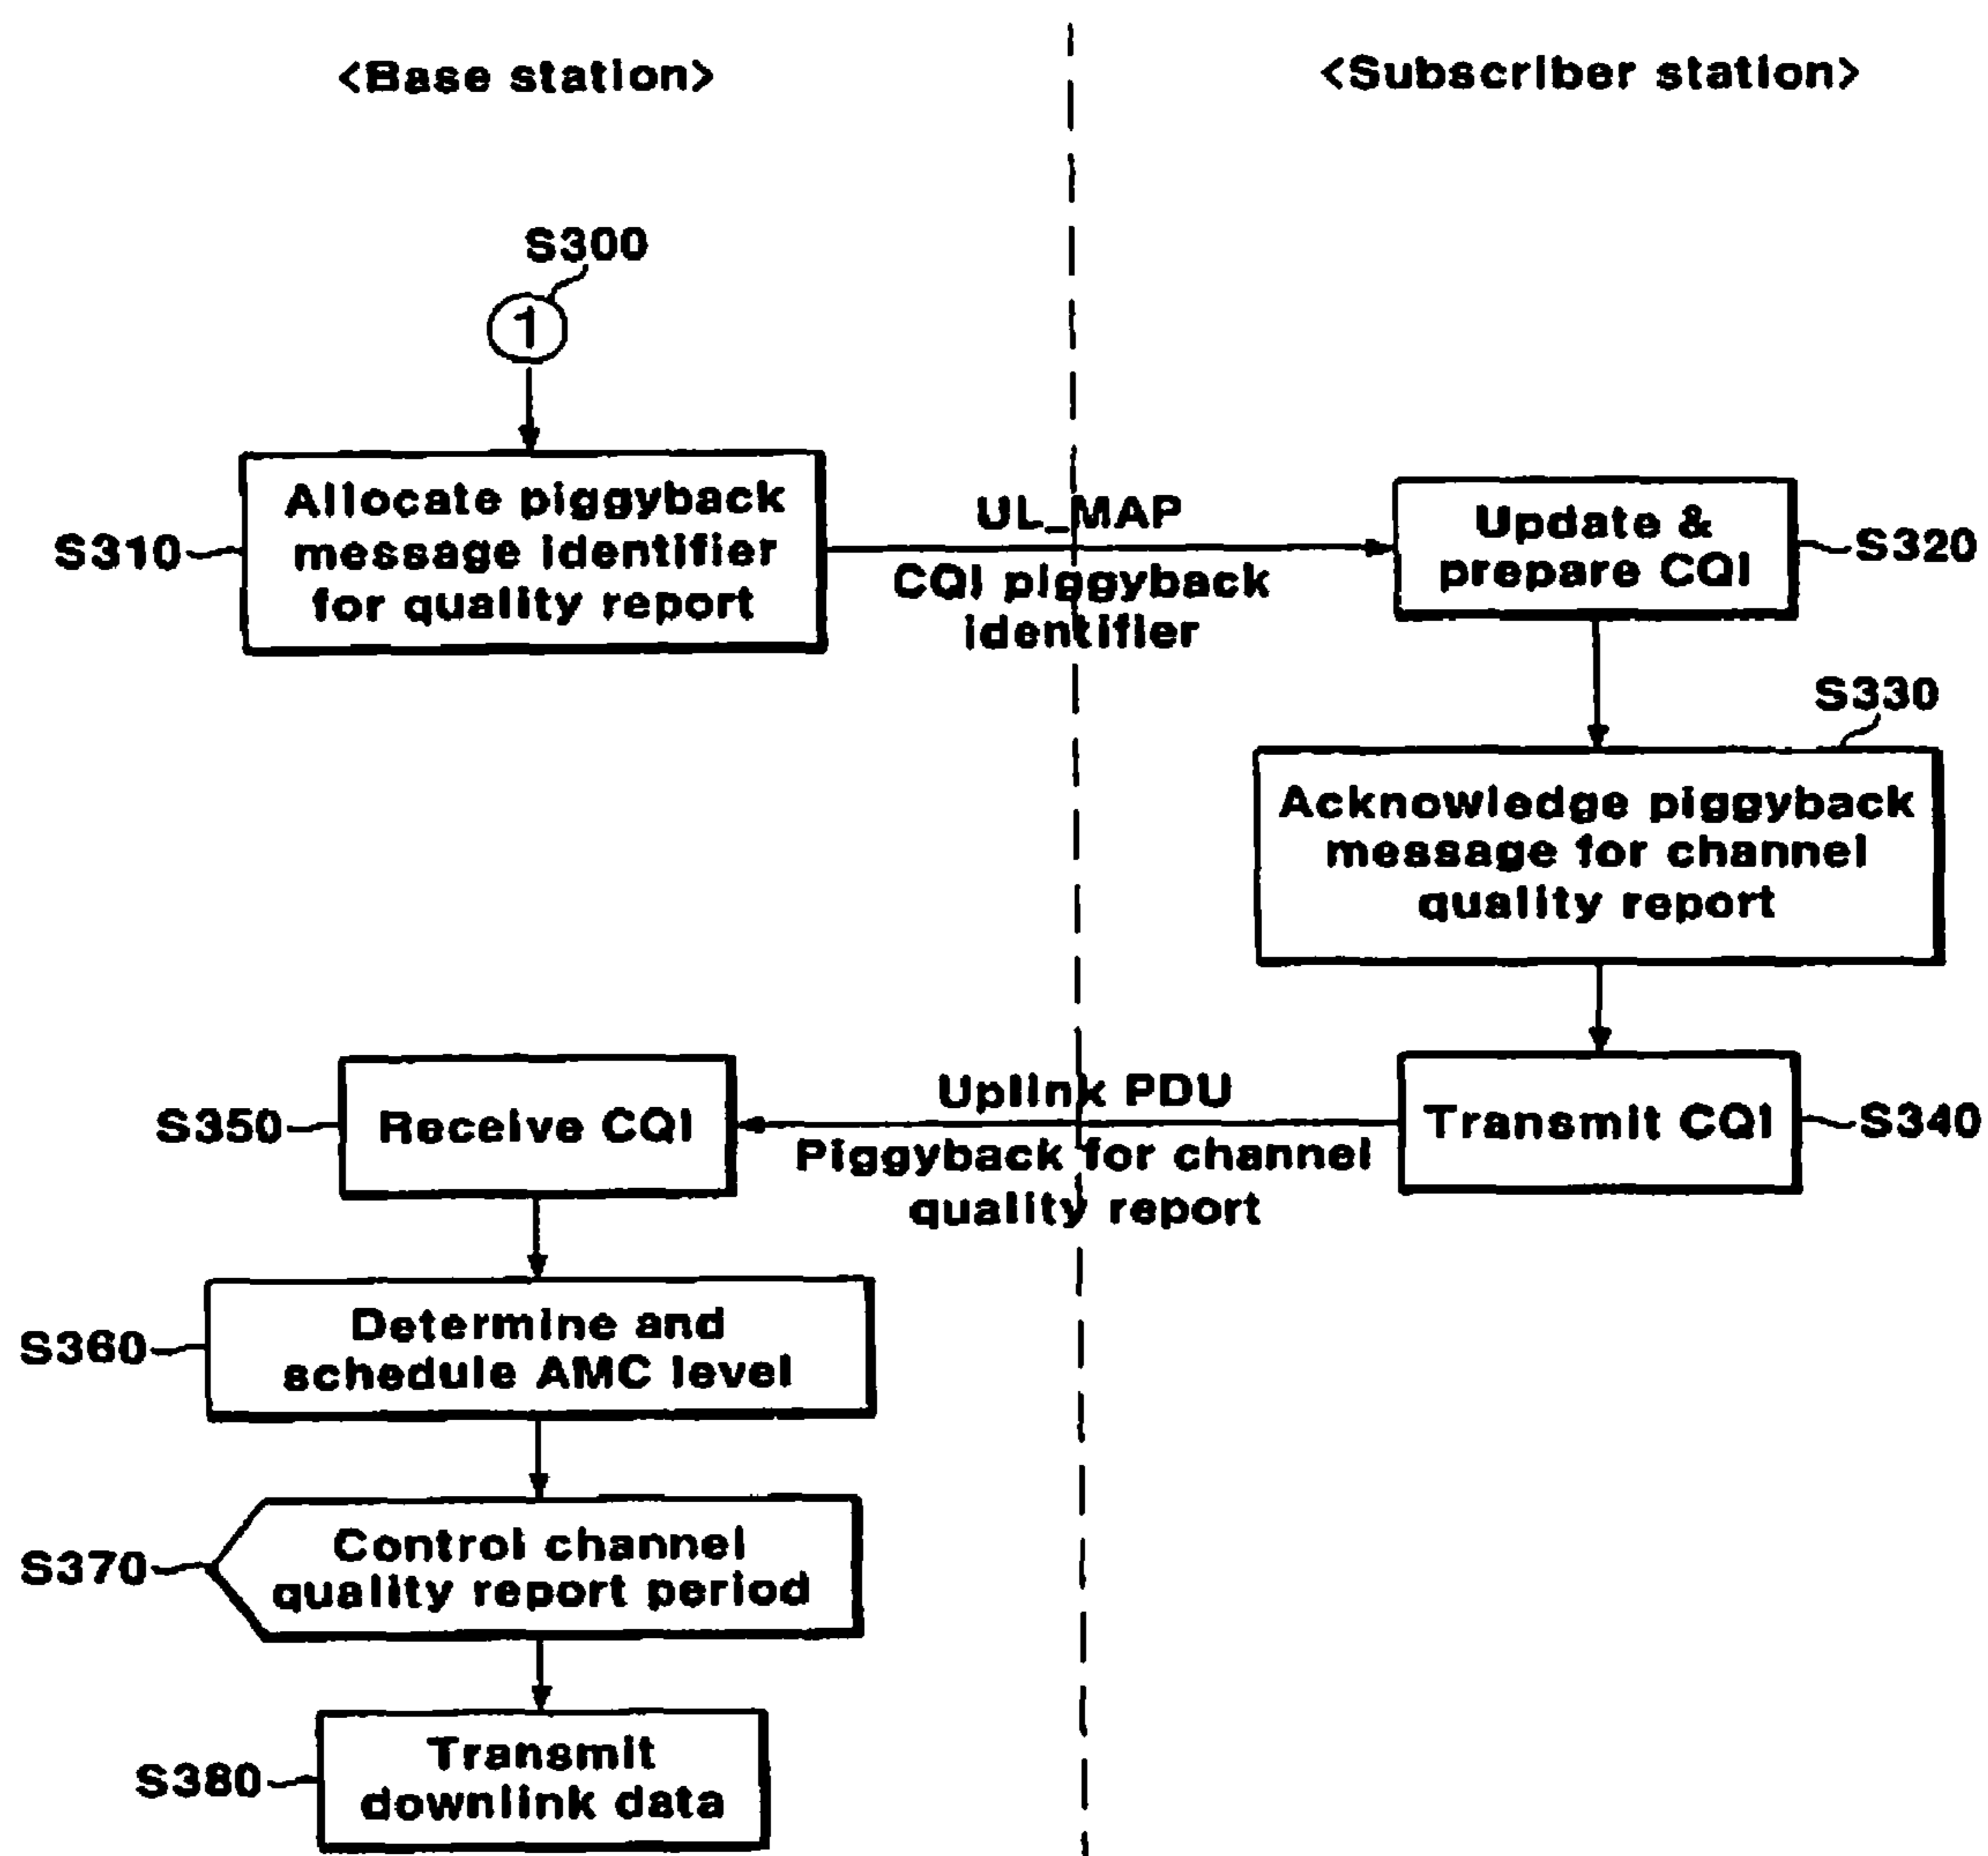 <Base station>
<Subscriber station>
S300
1
S310
Allocate piggyback
message identifier
for quality report
UL_MAP
CQI piggyback
identifier
Update &
prepare CQI
S320
S330
Acknowledge piggyback
message for channel
quality report
S350
Receive CQI
Uplink PDU
Piggyback for channel
quality report
Transmit CQI
S340
S360
Determine and
schedule AMC level
S370
Control channel
quality report period
S380
Transmit
downlink data